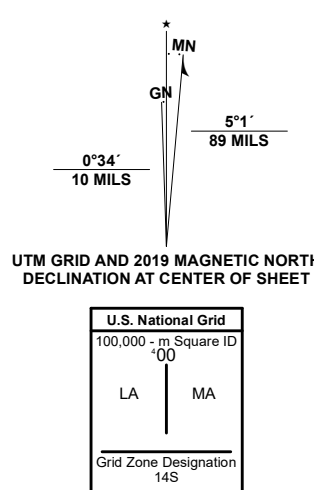 ★
MN
GN
5°1´
89 MILS
0°34´
10 MILS
UTM GRID AND 2019 MAGNETIC NORTH
DECLINATION AT CENTER OF SHEET
U.S. National Grid
100,000 - m Square ID
⁴00
LA MA
Grid Zone Designation
14S